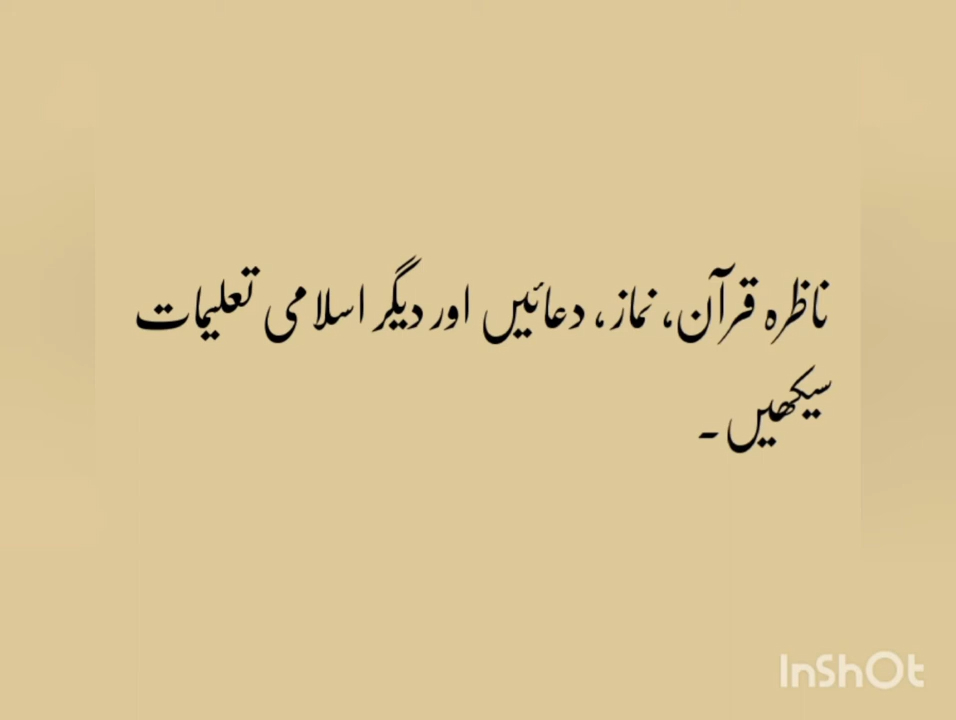 ناظرہ قرآن، نماز، دعائیں اور دیگر اسلامی تعلیمات
سیکھیں۔
InShOt